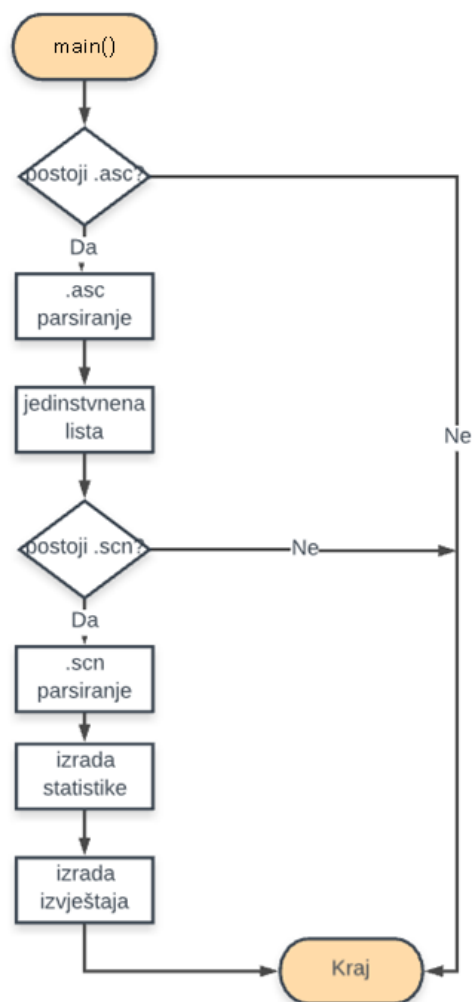 main()
postoji .asc?
Da
.asc
parsiranje
jedinstvnena
lista
Ne
postoji .scn?
Ne
Da
.scn
parsiranje
izrada
statistike
izrada
izvještaja
Kraj